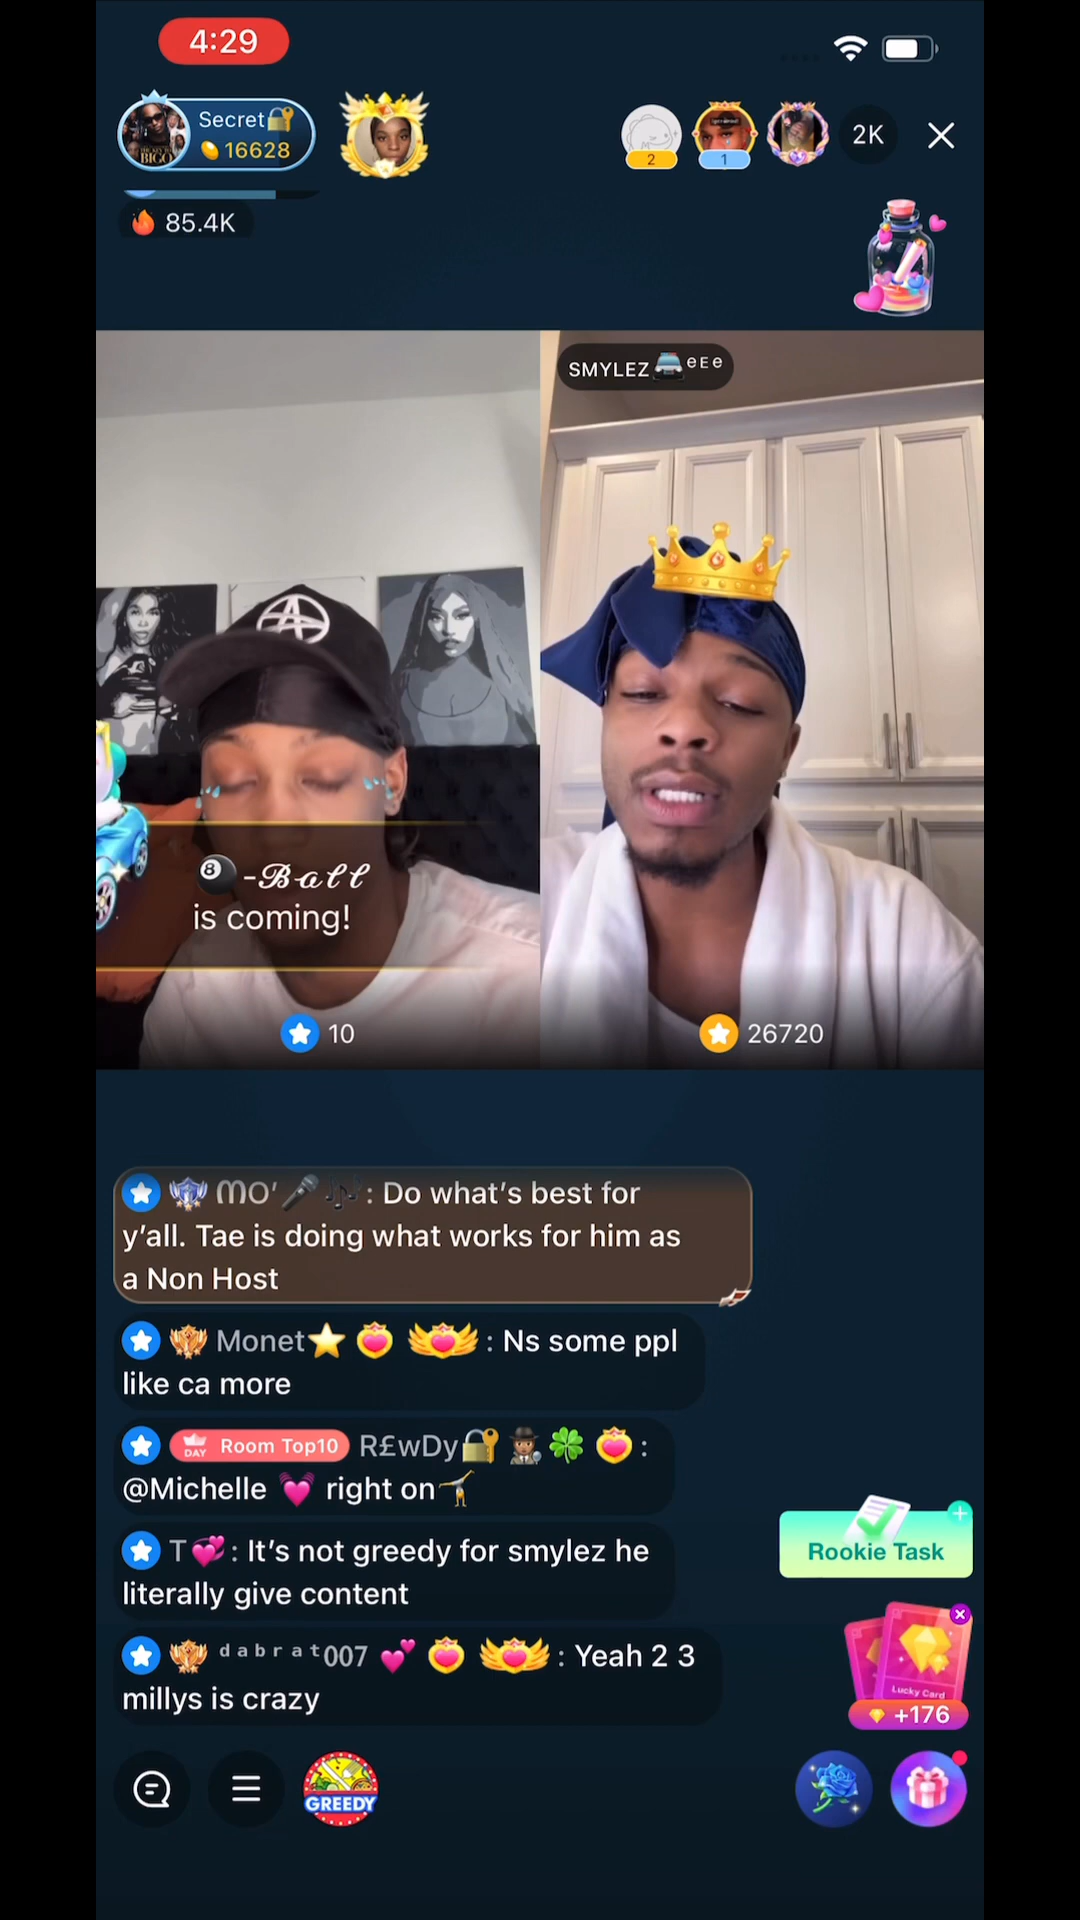 4:29
Secret🔐
16628
BIGO
2
1
2K
85.4K
SMYLEZ🚔ᵉᴱᵉ
🎱-𝓑𝓪𝓵𝓵
is coming!
10
26720
ᗰO'🎤🎶: Do what's best for
y'all. Tae is doing what works for him as
a Non Host
Monet⭐: Ns some ppl
like ca more
DAY Room Top10 R£wDy🔐🕵🏾‍♂️🍀:
@Michelle 💓 right on🤸
T💞: It's not greedy for smylez he
literally give content
ᵈᵃᵇʳᵃᵗ007 💕: Yeah 2 3
millys is crazy
Rookie Task
Lucky Card
+176
GREEDY